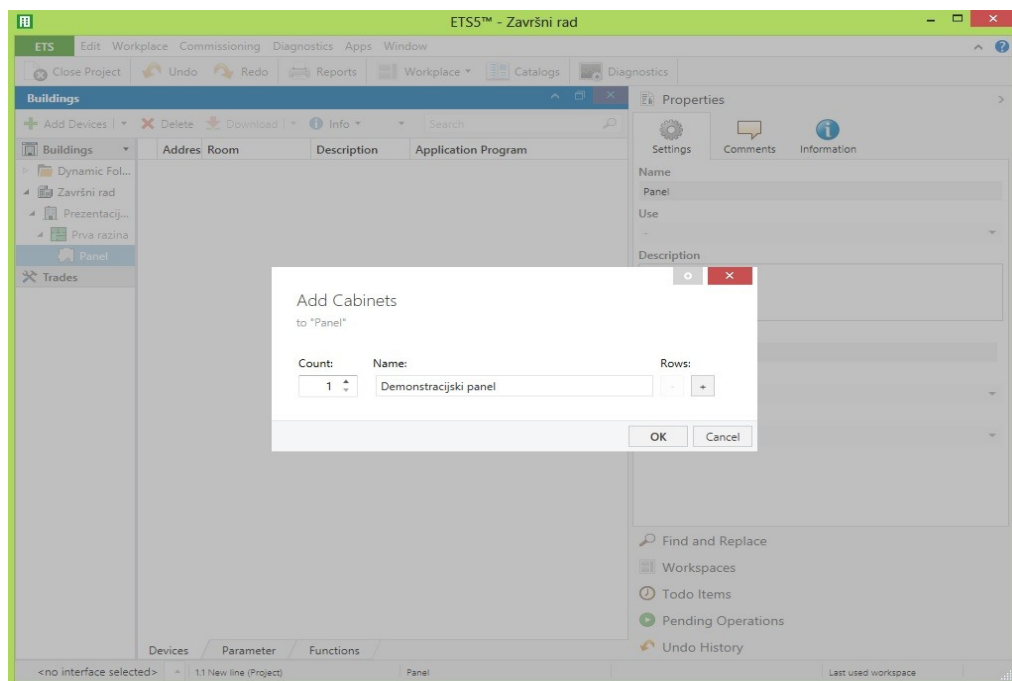 ETS5™ - Završni rad
ETS Edit Workplace Commissioning Diagnostics Apps Window
Close Project Undo Redo Reports Workplace Catalogs Diagnostics
Buildings
Add Devices Delete Download Info Search
Buildings
Addres Room Description Application Program
Dynamic Fol...
Završni rad
Prezentacij...
Prva razina
Panel
Trades
Properties
Settings Comments Information
Name
Panel
Use
-
Description
Add Cabinets
to "Panel"
Count: Name: Rows:
1 Demonstracijski panel - +
OK Cancel
Find and Replace
Workspaces
Todo Items
Pending Operations
Undo History
Devices Parameter Functions
<no interface selected> 1.1 New line (Project) Panel Last used workspace